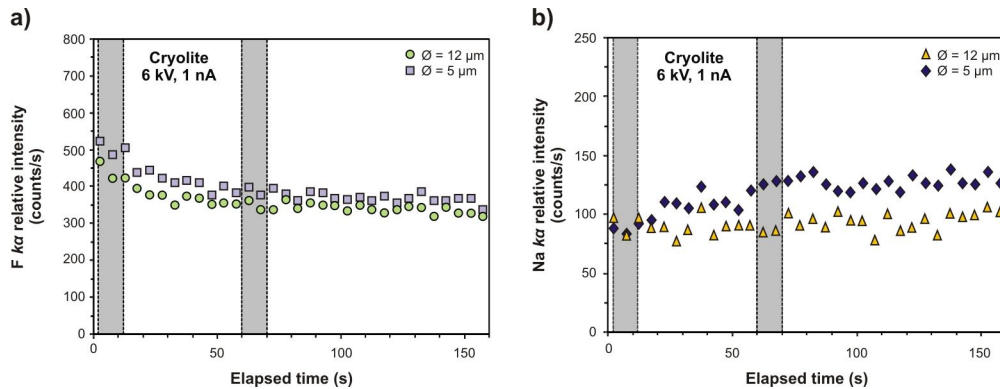 a)
F kα relative intensity
(counts/s)
800
700
600
500
400
300
200
100
0
Cryolite
6 kV, 1 nA
Ø = 12 µm
Ø = 5 µm
0
50
100
150
Elapsed time (s)
b)
Na kα relative intensity
(counts/s)
250
200
150
100
50
0
Cryolite
6 kV, 1 nA
Ø = 12 µm
Ø = 5 µm
0
50
100
150
Elapsed time (s)